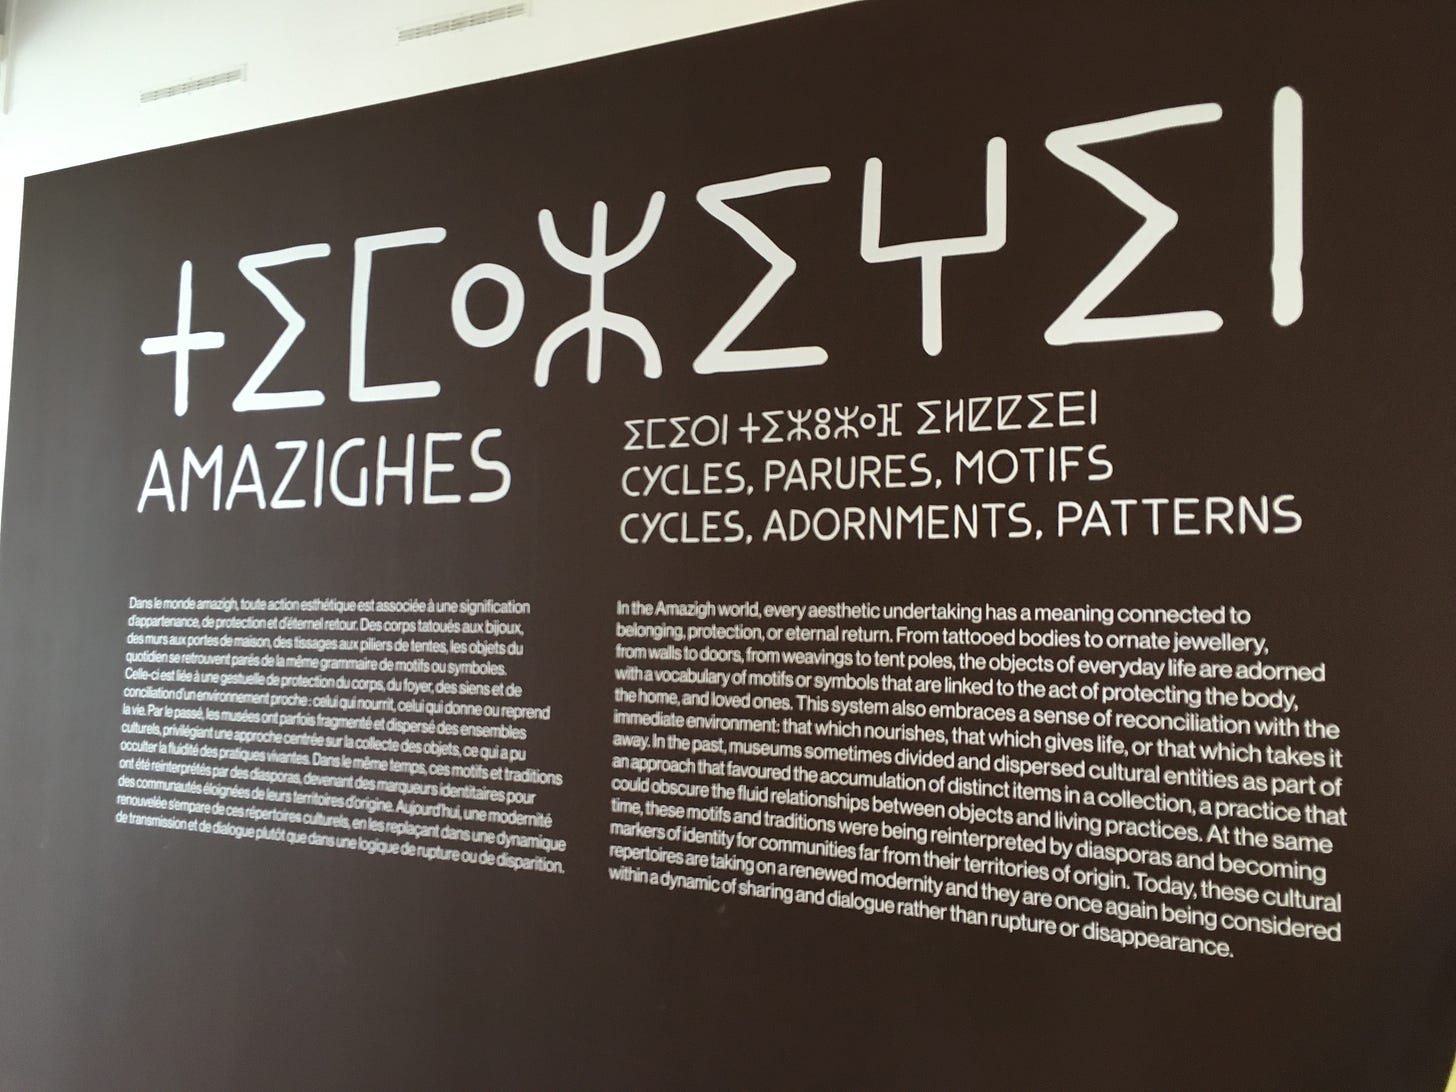 ⵜⵉⵎⴰⵣⵉⵖⵉⵏ
AMAZIGHES
ⵉⵎⵉⵔⵏ ⵜⵉⵣⵓⵣⴰⴼ ⵉⵍⵇⵇⵉⴹⵏ
CYCLES, PARURES, MOTIFS
CYCLES, ADORNMENTS, PATTERNS
Dans le monde amazigh, toute action esthétique est associée à une signification
d'appartenance, de protection et d'éternel retour. Des corps tatoués aux bijoux,
des murs aux portes de maison, des tissages aux piliers de tentes, les objets du
quotidien se retrouvent parés de la même grammaire de motifs ou symboles.
Celle-ci est liée à une gestuelle de protection du corps, du foyer, des siens et de
conciliation d'un environnement proche : celui qui nourrit, celui qui donne ou reprend
la vie. Par le passé, les musées ont parfois fragmenté et dispersé des ensembles
culturels, privilégiant une approche centrée sur la collecte des objets, ce qui a pu
occulter la fluidité des pratiques vivantes. Dans le même temps, ces motifs et traditions
ont été reinterprétés par des diasporas, devenant des marqueurs identitaires pour
des communautés éloignées de leurs territoires d'origine. Aujourd'hui, une modernité
renouvelée s'empare de ces répertoires culturels, en les replaçant dans une dynamique
de transmission et de dialogue plutôt que dans une logique de rupture ou de disparition.
In the Amazigh world, every aesthetic undertaking has a meaning connected to
belonging, protection, or eternal return. From tattooed bodies to ornate jewellery,
from walls to doors, from weavings to tent poles, the objects of everyday life are adorned
with a vocabulary of motifs or symbols that are linked to the act of protecting the body,
the home, and loved ones. This system also embraces a sense of reconciliation with the
immediate environment: that which nourishes, that which gives life, or that which takes it
away. In the past, museums sometimes divided and dispersed cultural entities as part of
an approach that favoured the accumulation of distinct items in a collection, a practice that
could obscure the fluid relationships between objects and living practices. At the same
time, these motifs and traditions were being reinterpreted by diasporas and becoming
markers of identity for communities far from their territories of origin. Today, these cultural
repertoires are taking on a renewed modernity and they are once again being considered
within a dynamic of sharing and dialogue rather than rupture or disappearance.